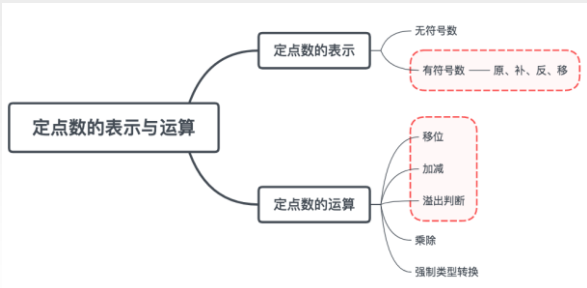 定点数的表示与运算
定点数的表示
无符号数
有符号数 原、补、反、移
定点数的运算
移位
加减
溢出判断
乘除
强制类型转换